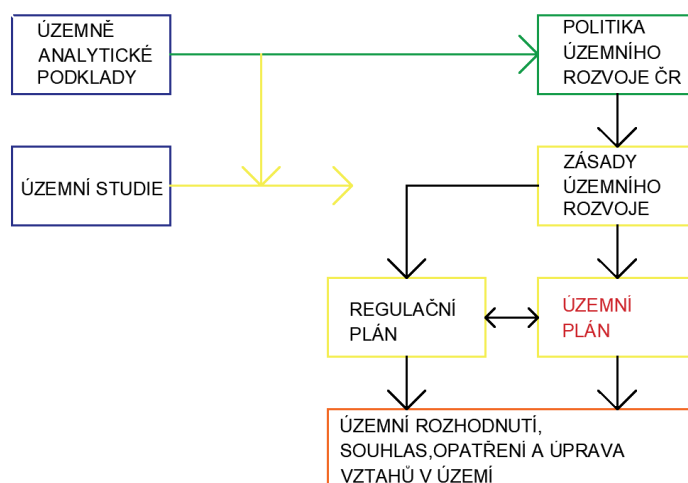 ÚZEMNĚ
ANALYTICKÉ
PODKLADY
POLITIKA
ÚZEMNÍHO
ROZVOJE ČR
ÚZEMNÍ STUDIE
ZÁSADY
ÚZEMNÍHO
ROZVOJE
REGULAČNÍ
PLÁN
ÚZEMNÍ
PLÁN
ÚZEMNÍ ROZHODNUTÍ,
SOUHLAS,OPATŘENÍ A ÚPRAVA
VZTAHŮ V ÚZEMÍ